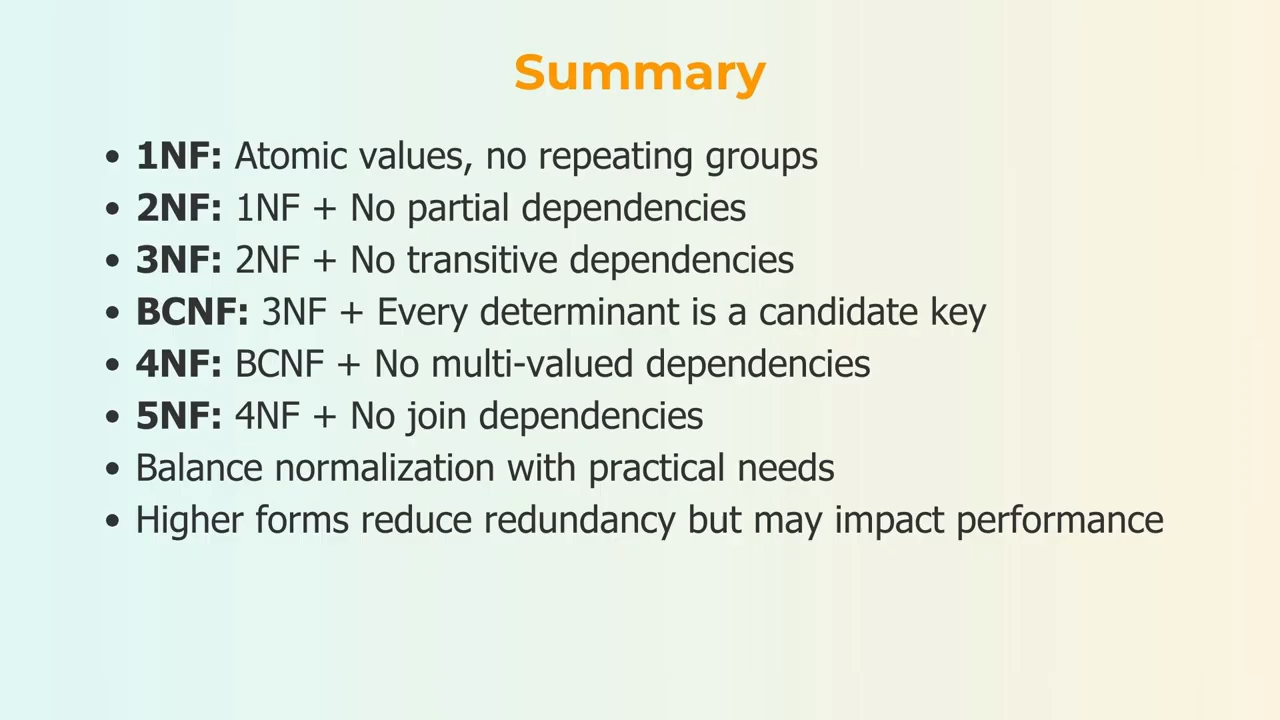 Summary
• 1NF: Atomic values, no repeating groups
• 2NF: 1NF + No partial dependencies
• 3NF: 2NF + No transitive dependencies
• BCNF: 3NF + Every determinant is a candidate key
• 4NF: BCNF + No multi-valued dependencies
• 5NF: 4NF + No join dependencies
• Balance normalization with practical needs
• Higher forms reduce redundancy but may impact performance